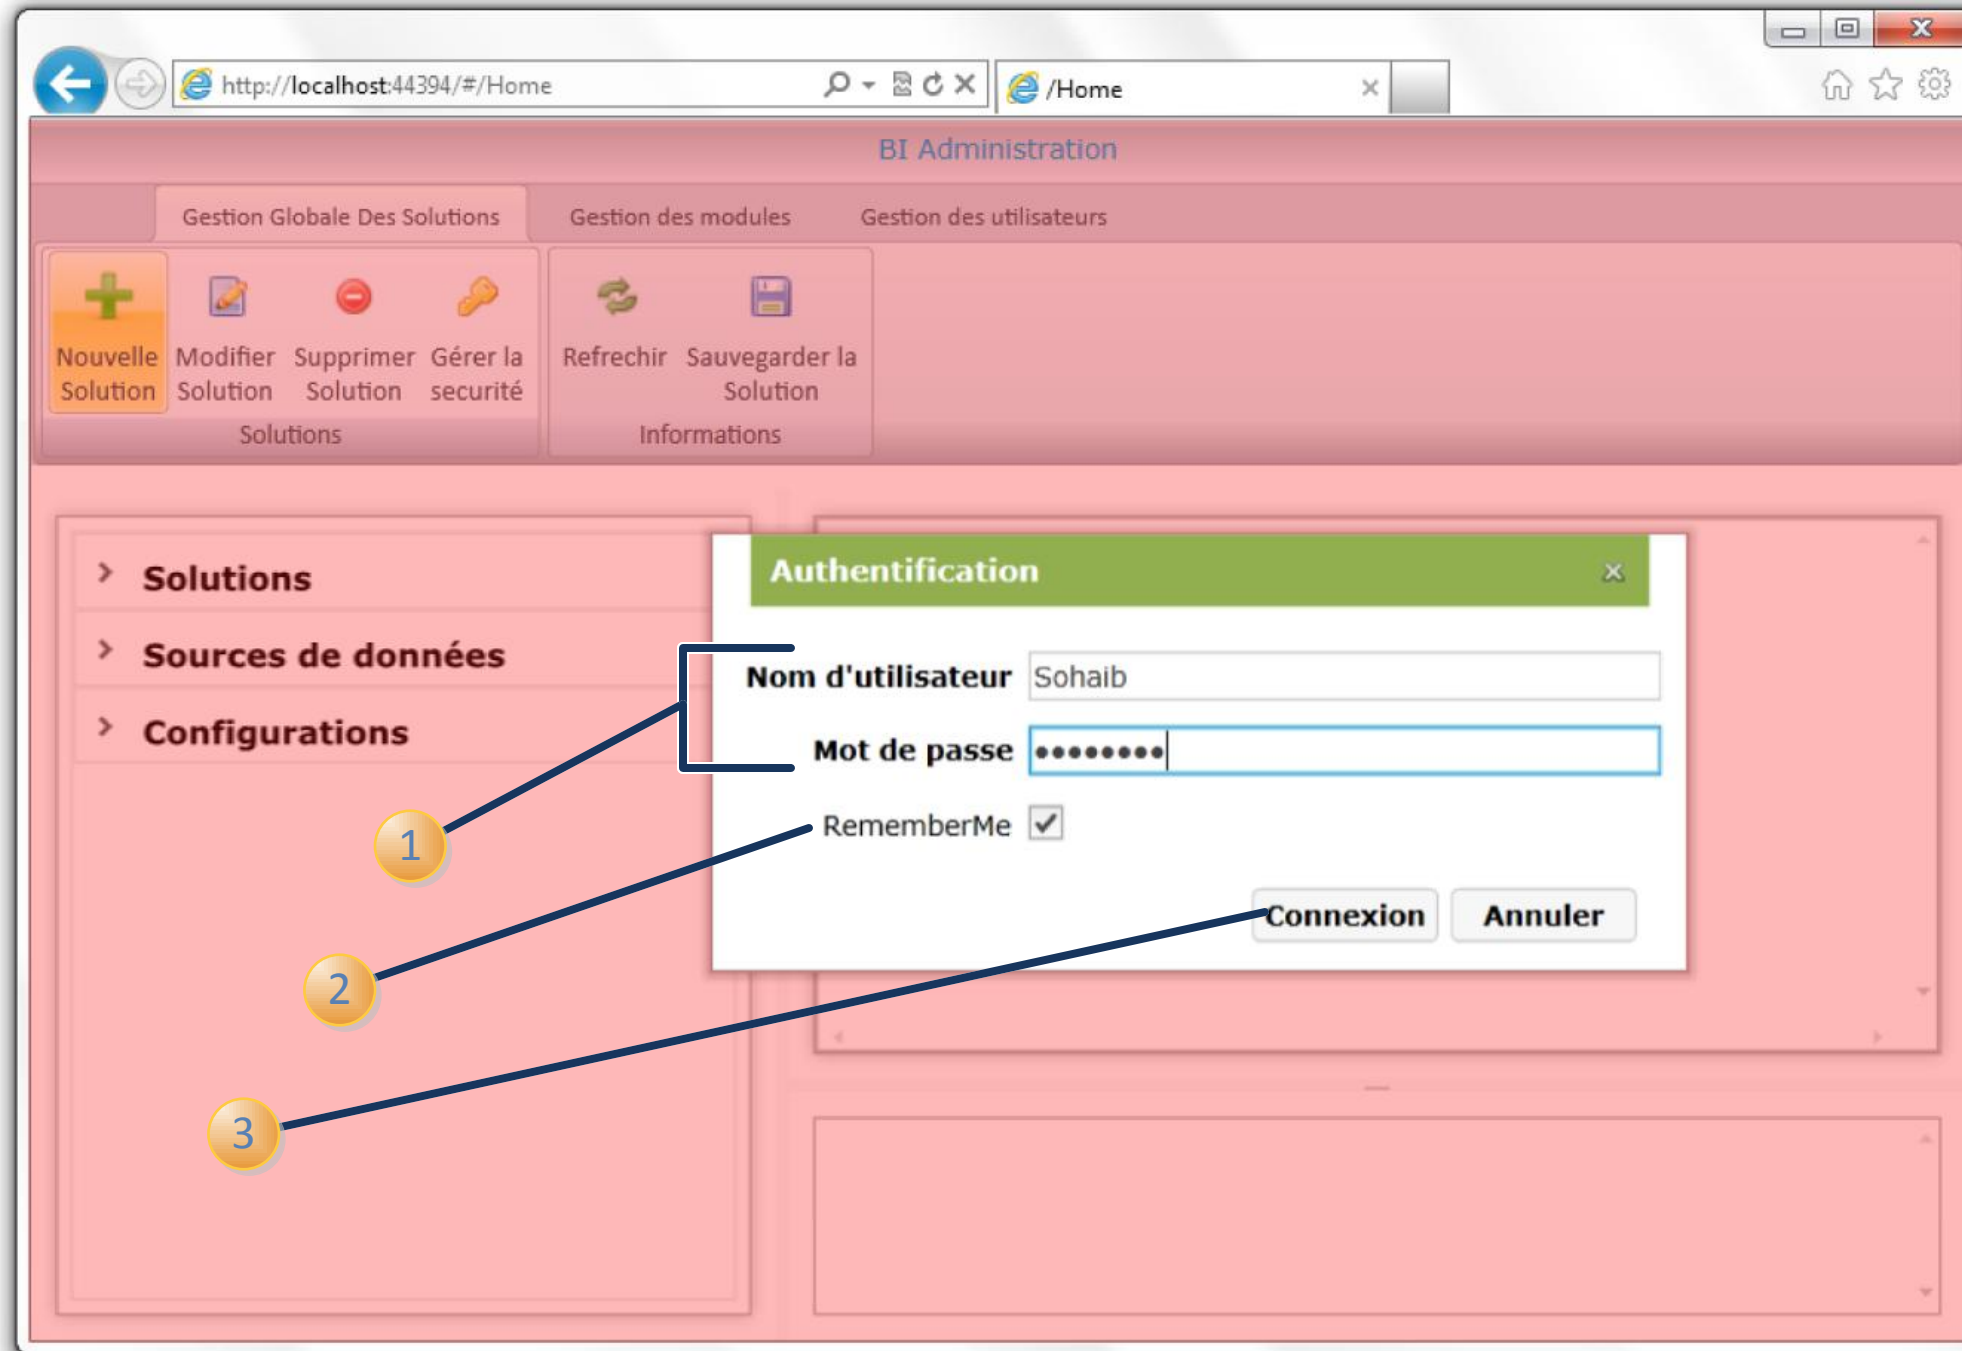 http://localhost:44394/#/Home
/Home
BI Administration
Gestion Globale Des Solutions
Gestion des modules
Gestion des utilisateurs
Nouvelle Solution
Modifier Solution
Supprimer Solution
Gérer la securité
Refrechir
Sauvegarder la Solution
Solutions
Informations
Solutions
Sources de données
Configurations
Authentification
Nom d'utilisateur Sohaib
Mot de passe ••••••••
RememberMe
Connexion Annuler
1
2
3